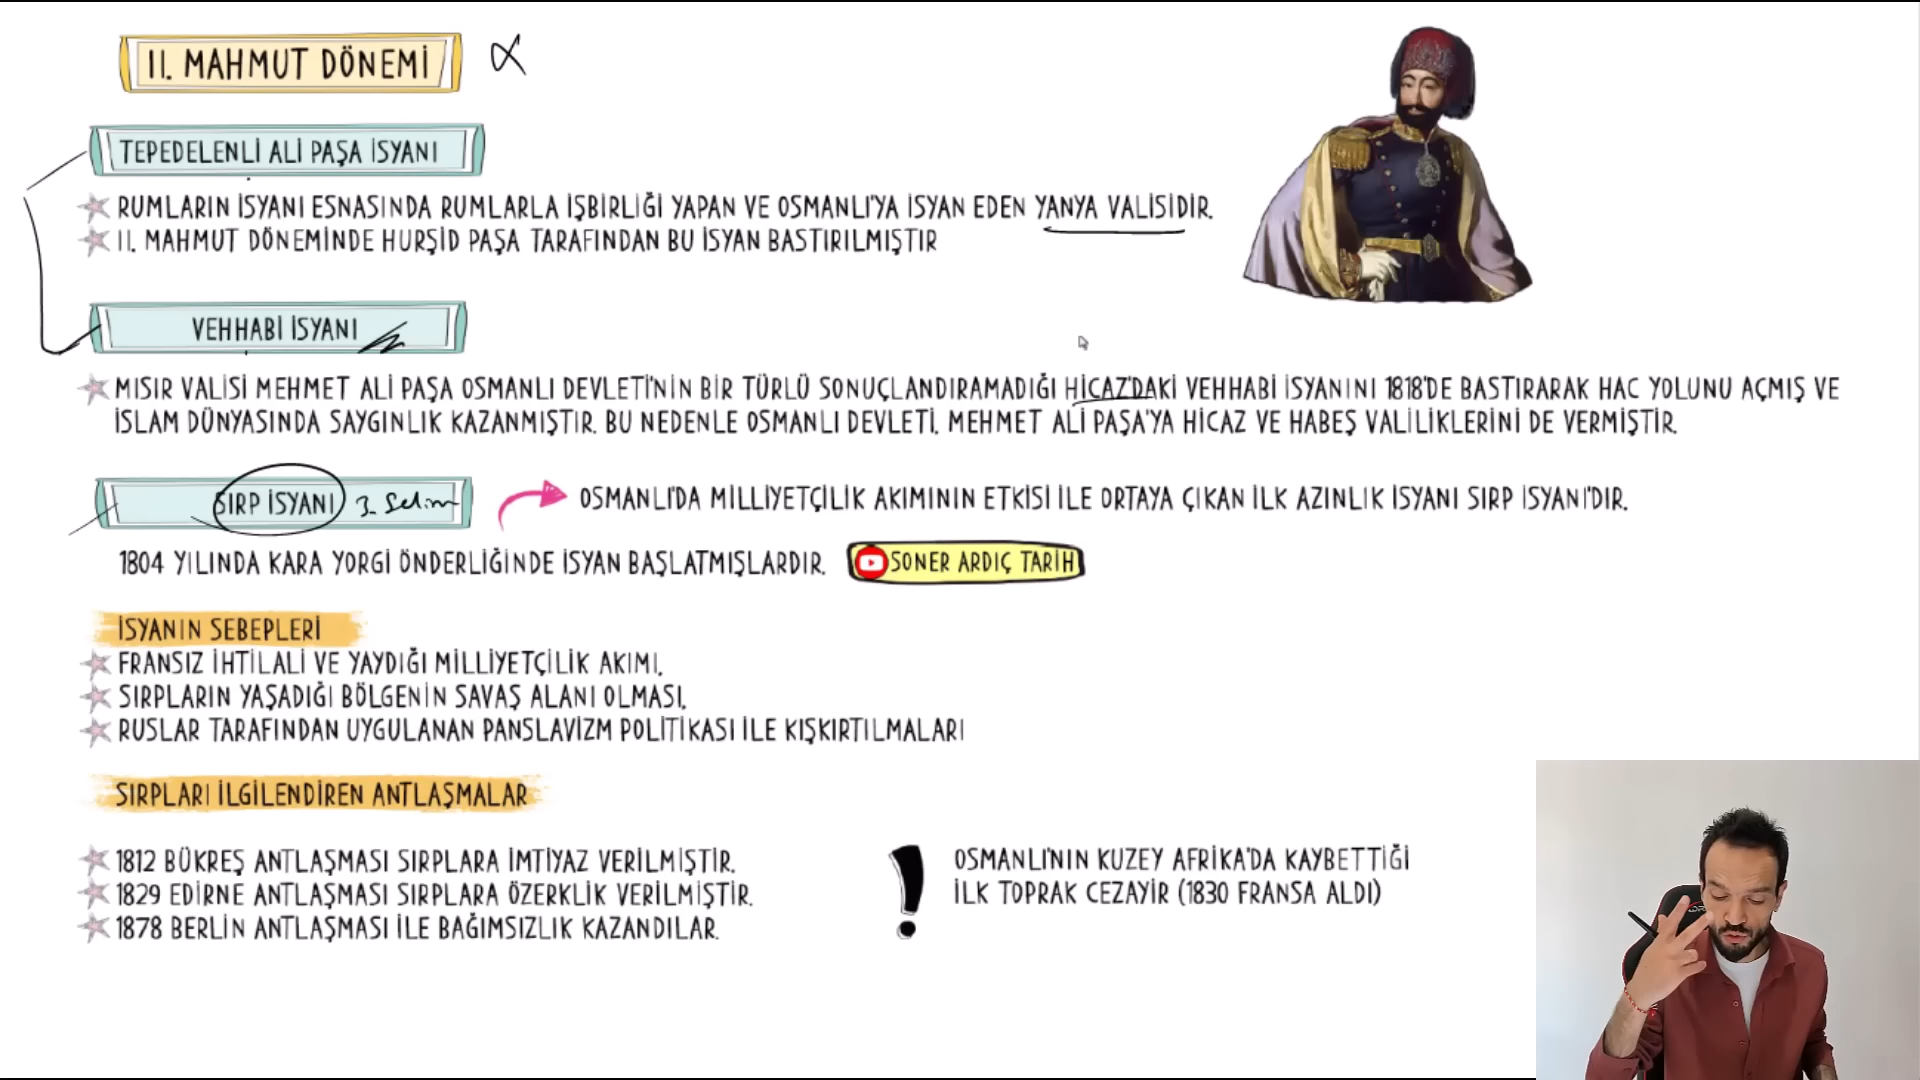 II. MAHMUT DÖNEMİ
TEPEDELENLİ ALİ PAŞA İSYANI
RUMLARIN İSYANI ESNASINDA RUMLARLA İŞBİRLİĞİ YAPAN VE OSMANLI'YA İSYAN EDEN YANYA VALİSİDİR.
II. MAHMUT DÖNEMİNDE HURŞİD PAŞA TARAFINDAN BU İSYAN BASTIRILMIŞTIR
VEHHABİ İSYANI
MISIR VALİSİ MEHMET ALİ PAŞA OSMANLI DEVLETİ'NİN BİR TÜRLÜ SONUÇLANDIRAMADIĞI HİCAZ'DAKİ VEHHABİ İSYANINI 1818'DE BASTIRARAK HAC YOLUNU AÇMIŞ VE
İSLAM DÜNYASINDA SAYGINLIK KAZANMIŞTIR. BU NEDENLE OSMANLI DEVLETİ, MEHMET ALİ PAŞA'YA HİCAZ VE HABEŞ VALİLİKLERİNİ DE VERMİŞTİR.
SIRP İSYANI 3. Selim
OSMANLI'DA MİLLİYETÇİLİK AKIMININ ETKİSİ İLE ORTAYA ÇIKAN İLK AZINLIK İSYANI SIRP İSYANI'DIR.
1804 YILINDA KARA YORGİ ÖNDERLİĞİNDE İSYAN BAŞLATMIŞLARDIR.
SONER ARDIÇ TARİH
İSYANIN SEBEPLERİ
FRANSIZ İHTİLALİ VE YAYDIĞI MİLLİYETÇİLİK AKIMI,
SIRPLARIN YAŞADIĞI BÖLGENİN SAVAŞ ALANI OLMASI,
RUSLAR TARAFINDAN UYGULANAN PANSLAVİZM POLİTİKASI İLE KIŞKIRTILMALARI
SIRPLARI İLGİLENDİREN ANTLAŞMALAR
1812 BÜKREŞ ANTLAŞMASI SIRPLARA İMTİYAZ VERİLMİŞTİR.
1829 EDİRNE ANTLAŞMASI SIRPLARA ÖZERKLİK VERİLMİŞTİR.
1878 BERLİN ANTLAŞMASI İLE BAĞIMSIZLIK KAZANDILAR.
! OSMANLI'NIN KUZEY AFRİKA'DA KAYBETTİĞİ
İLK TOPRAK CEZAYİR (1830 FRANSA ALDI)